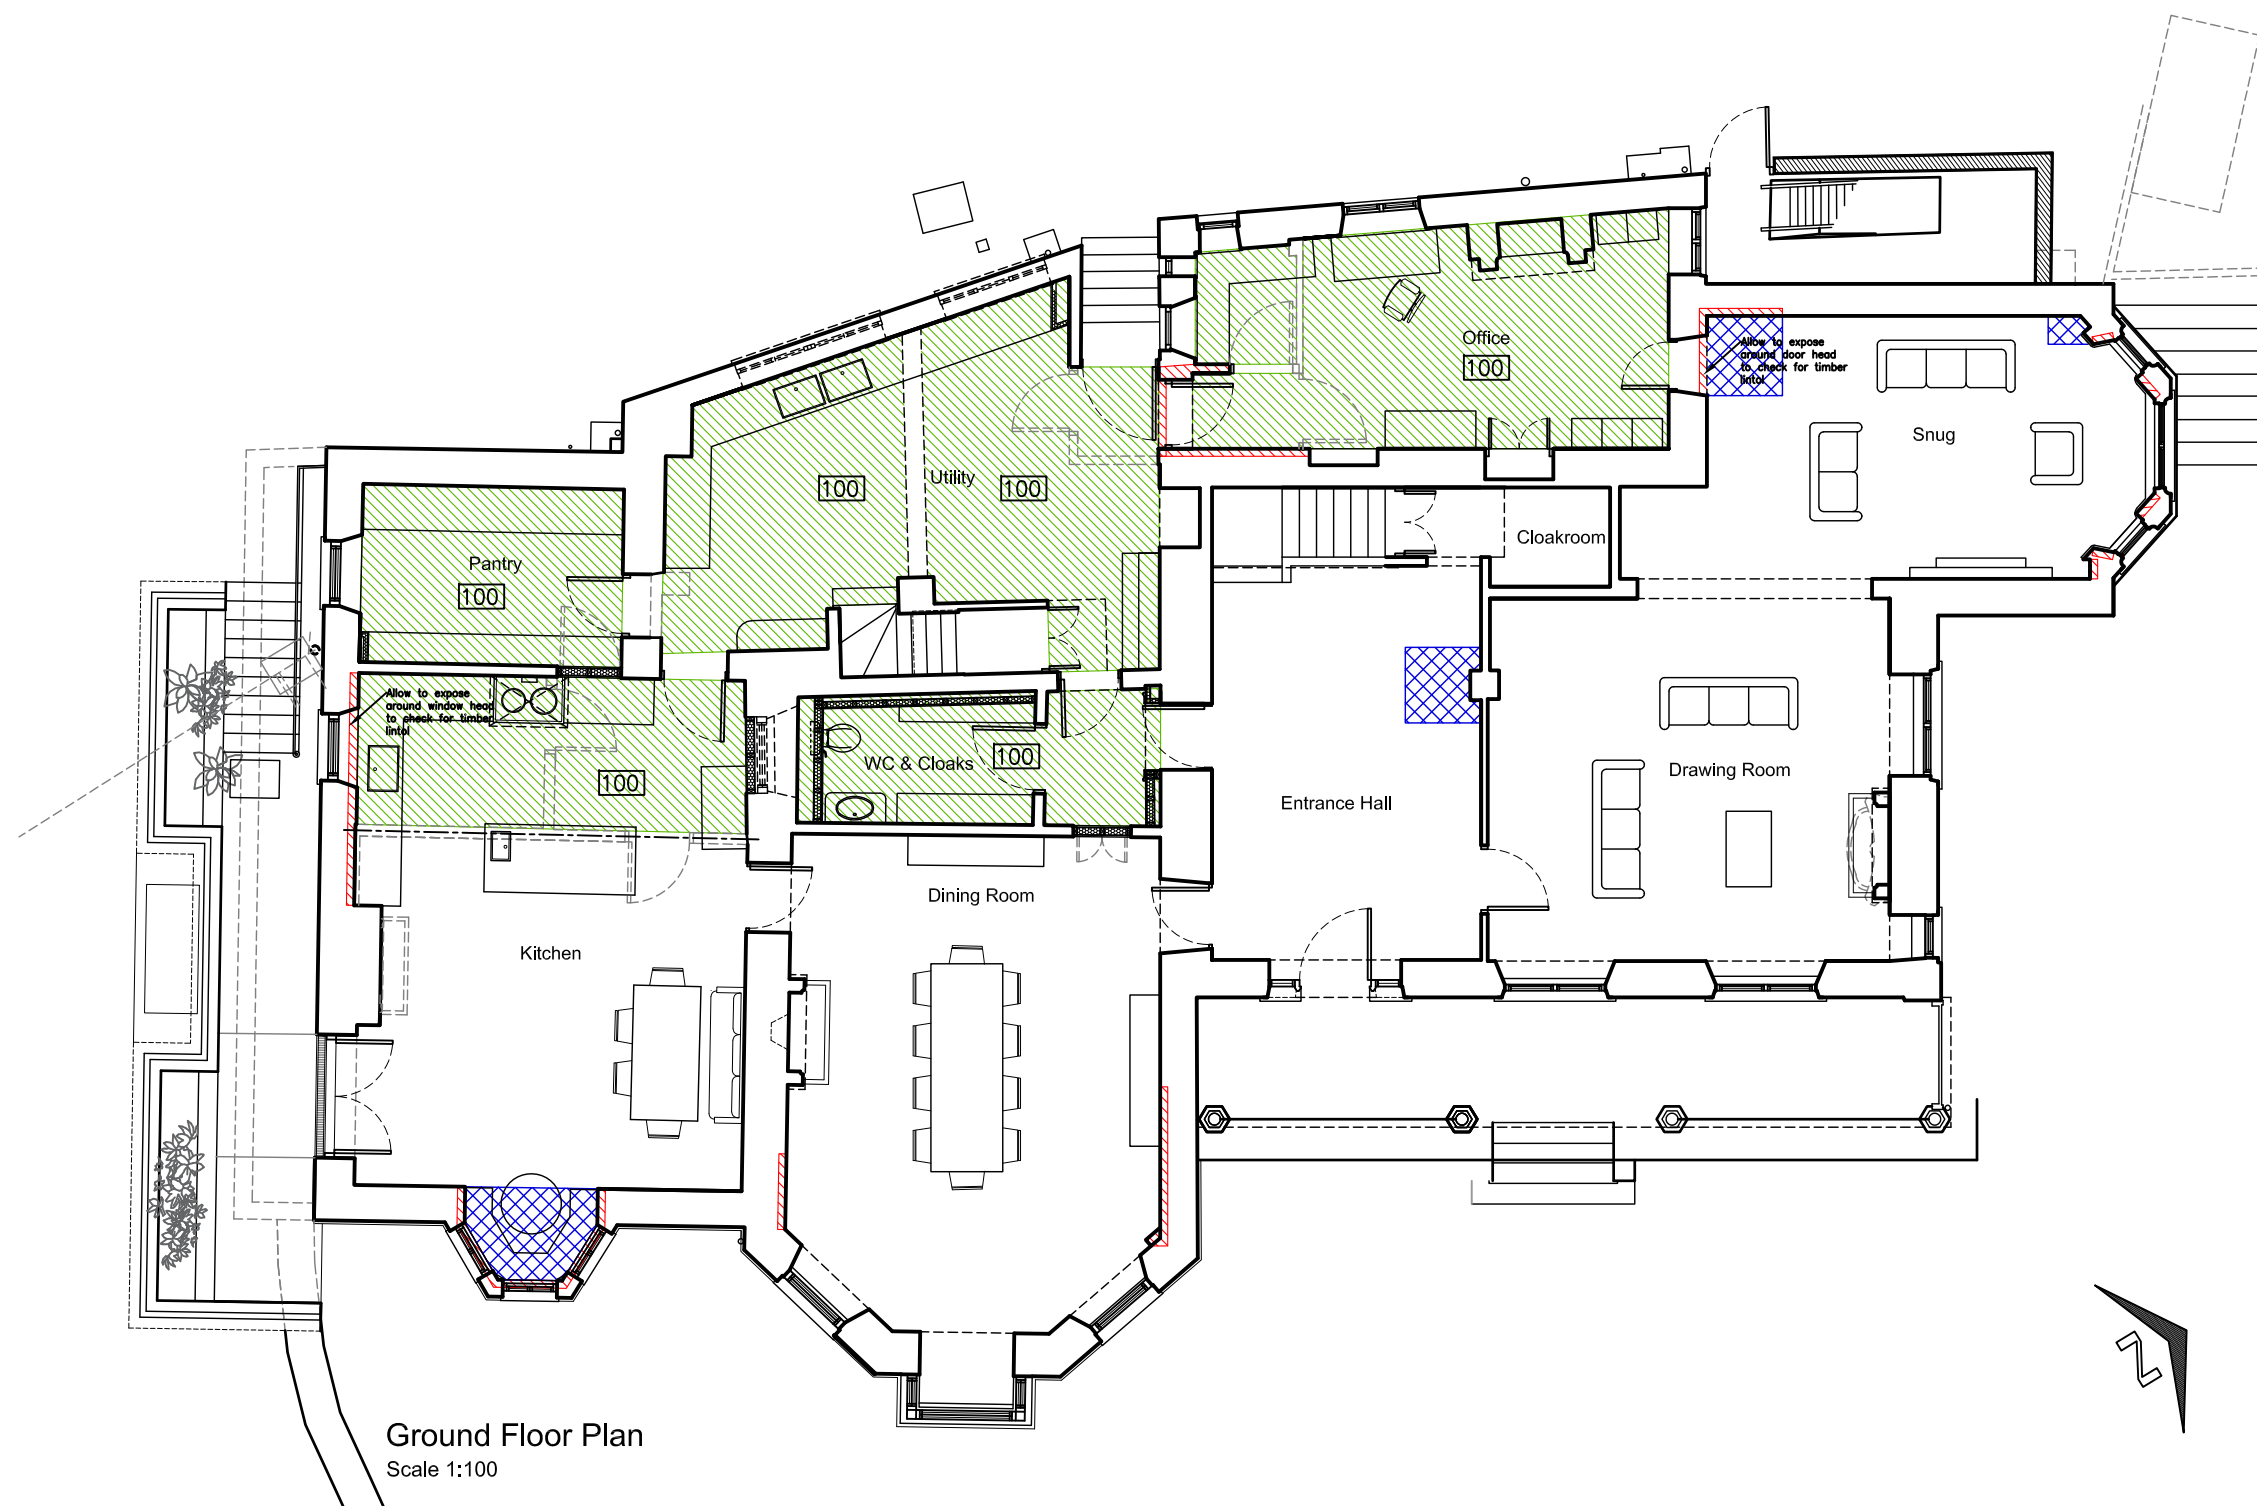 Allow to expose
around door head
to check for timber
lintol
Office
100
Snug
Utility
100
100
Cloakroom
Pantry
100
Allow to expose
around window head
to check for timber
lintol
100
WC & Cloaks
100
Drawing Room
Entrance Hall
Dining Room
Kitchen
N
Ground Floor Plan
Scale 1:100